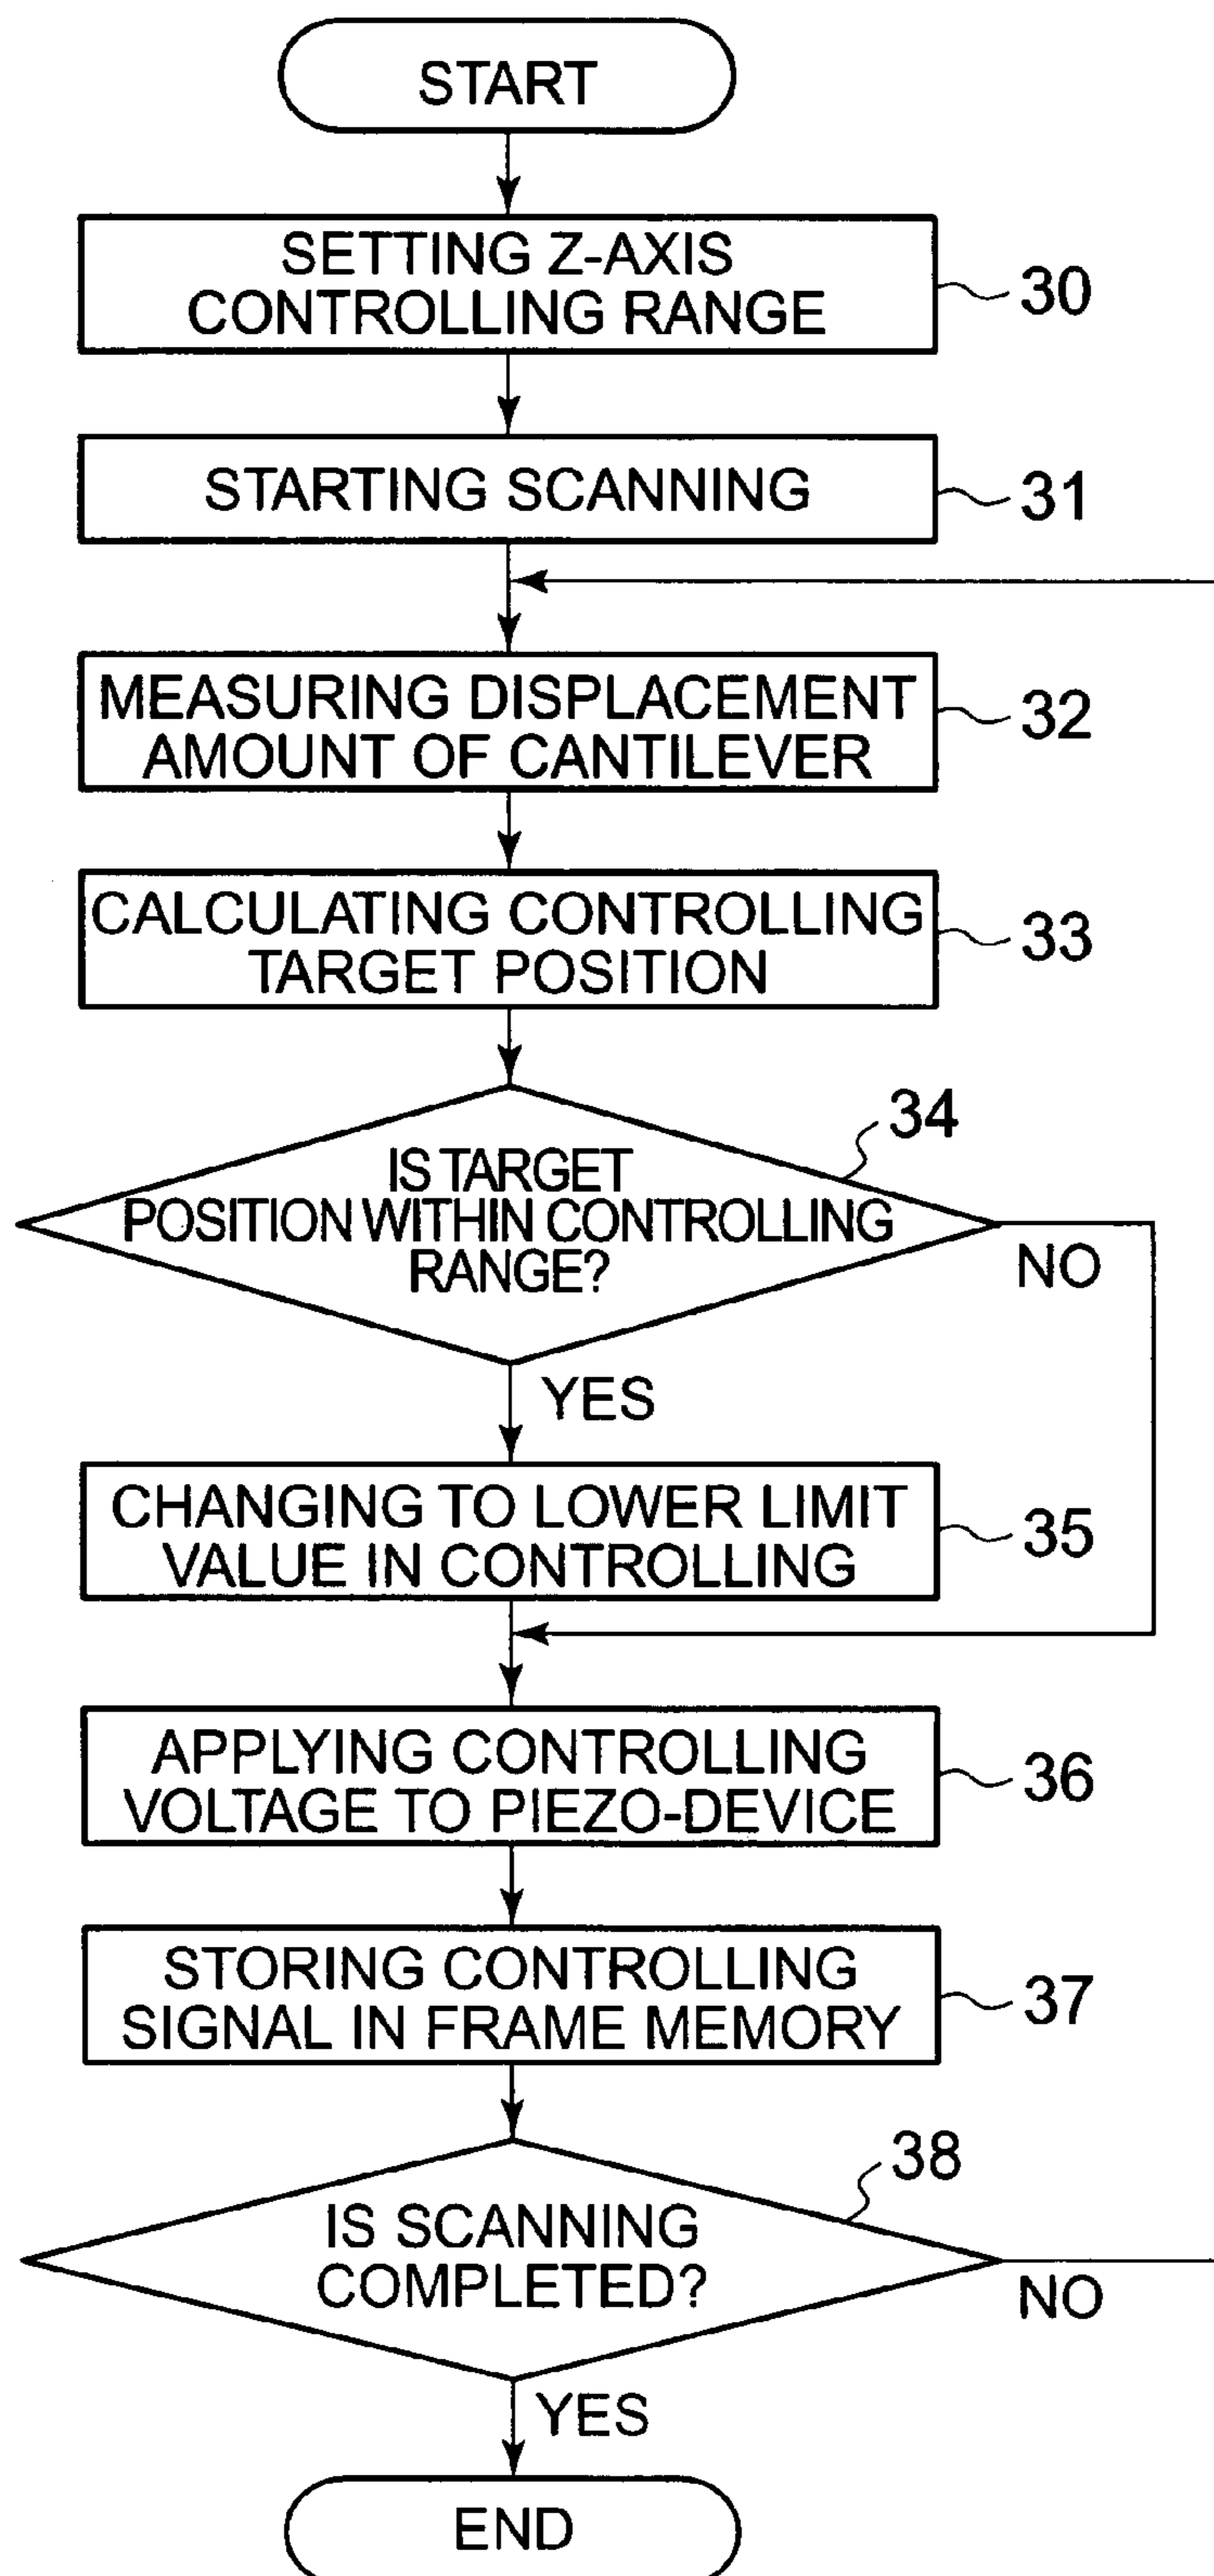 START
SETTING Z-AXIS
CONTROLLING RANGE
30
STARTING SCANNING
31
MEASURING DISPLACEMENT
AMOUNT OF CANTILEVER
32
CALCULATING CONTROLLING
TARGET POSITION
33
34
IS TARGET
POSITION WITHIN CONTROLLING
RANGE?
NO
YES
CHANGING TO LOWER LIMIT
VALUE IN CONTROLLING
35
APPLYING CONTROLLING
VOLTAGE TO PIEZO-DEVICE
36
STORING CONTROLLING
SIGNAL IN FRAME MEMORY
37
38
IS SCANNING
COMPLETED?
NO
YES
END